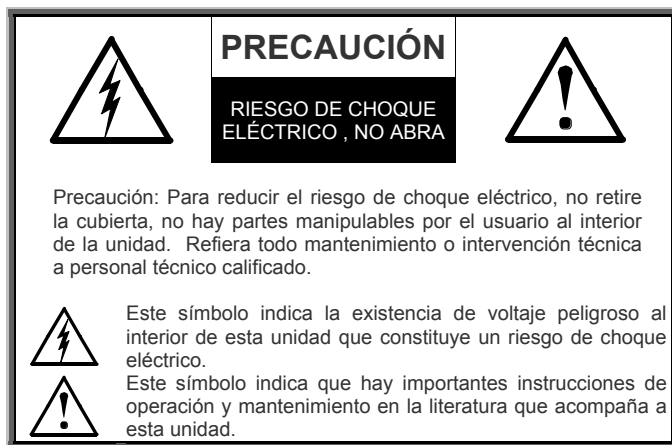 PRECAUCIÓN
RIESGO DE CHOQUE
ELÉCTRICO , NO ABRA
Precaución: Para reducir el riesgo de choque eléctrico, no retire
la cubierta, no hay partes manipulables por el usuario al interior
de la unidad. Refiera todo mantenimiento o intervención técnica
a personal técnico calificado.
Este símbolo indica la existencia de voltaje peligroso al
interior de esta unidad que constituye un riesgo de choque
eléctrico.
Este símbolo indica que hay importantes instrucciones de
operación y mantenimiento en la literatura que acompaña a
esta unidad.